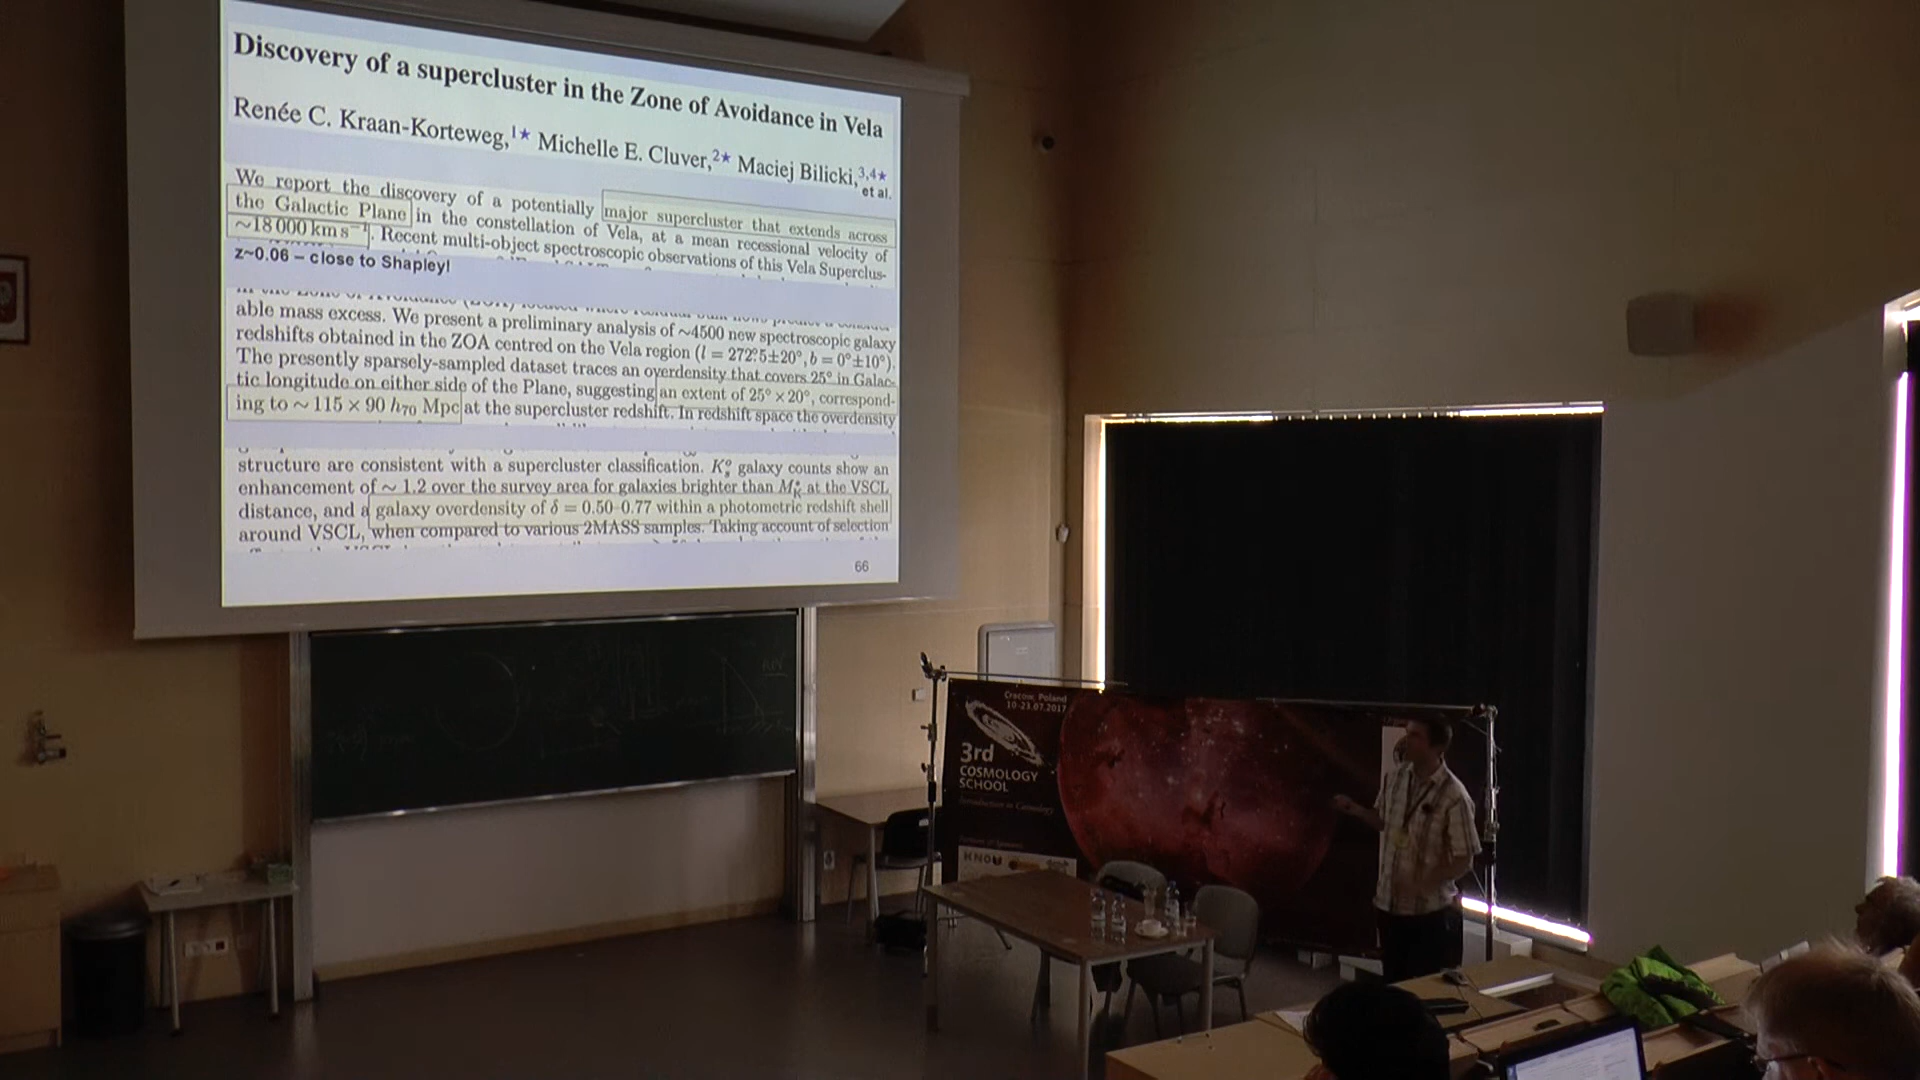 Discovery of a supercluster in the Zone of Avoidance in Vela
Renée C. Kraan-Korteweg,¹★ Michelle E. Cluver,²★ Maciej Bilicki,³,⁴★
et al.
We report the discovery of a potentially major supercluster that extends across
the Galactic Plane in the constellation of Vela, at a mean recessional velocity of
~18 000 km s⁻¹. Recent multi-object spectroscopic observations of this Vela Superclus-
z~0.06 – close to Shapley!
able mass excess. We present a preliminary analysis of ~4500 new spectroscopic galaxy
redshifts obtained in the ZOA centred on the Vela region (l = 272°.5±20°, b = 0°±10°).
The presently sparsely-sampled dataset traces an overdensity that covers 25° in Galac-
tic longitude on either side of the Plane, suggesting an extent of 25° × 20°, correspond-
ing to ~ 115 × 90 h₇₀ Mpc at the supercluster redshift. In redshift space the overdensity
structure are consistent with a supercluster classification. Kₛᵒ galaxy counts show an
enhancement of ~ 1.2 over the survey area for galaxies brighter than M*ₖ at the VSCL
distance, and a galaxy overdensity of δ = 0.50–0.77 within a photometric redshift shell
around VSCL, when compared to various 2MASS samples. Taking account of selection
66
Cracow, Poland
10-23.07.2017
3rd
COSMOLOGY
SCHOOL
Introduction to Cosmology